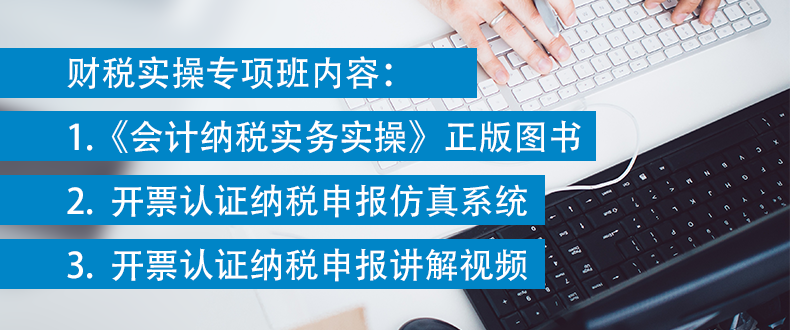 财税实操专项班内容：
1.《会计纳税实务实操》正版图书
2. 开票认证纳税申报仿真系统
3. 开票认证纳税申报讲解视频